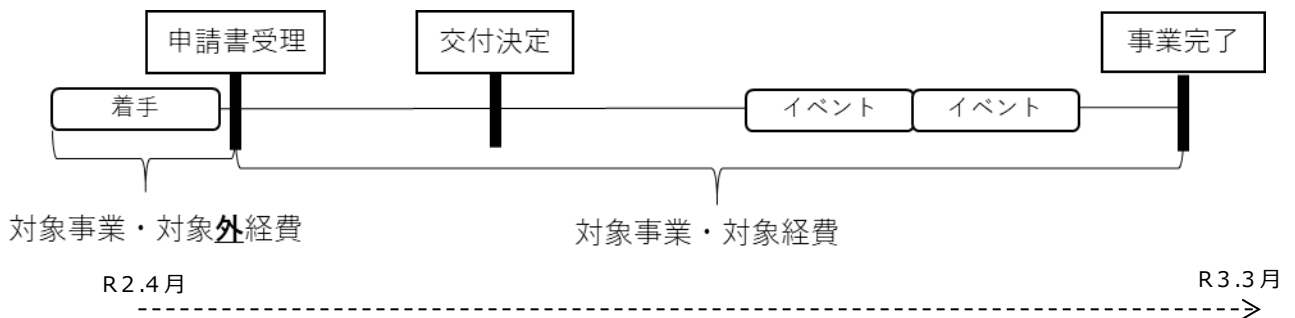 申請書受理
交付決定
事業完了
着手
イベント
イベント
対象事業・対象外経費
対象事業・対象経費
R2.4月
R3.3月